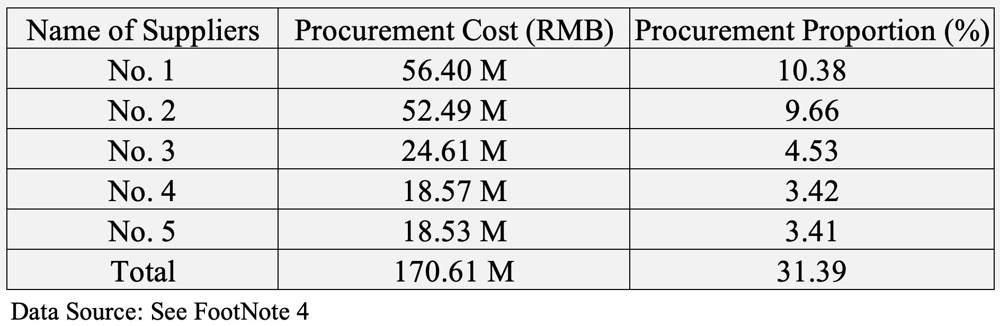 Name of Suppliers Procurement Cost (RMB) Procurement Proportion (%)
No. 1 56.40 M 10.38
No. 2 52.49 M 9.66
No. 3 24.61 M 4.53
No. 4 18.57 M 3.42
No. 5 18.53 M 3.41
Total 170.61 M 31.39
Data Source: See FootNote 4